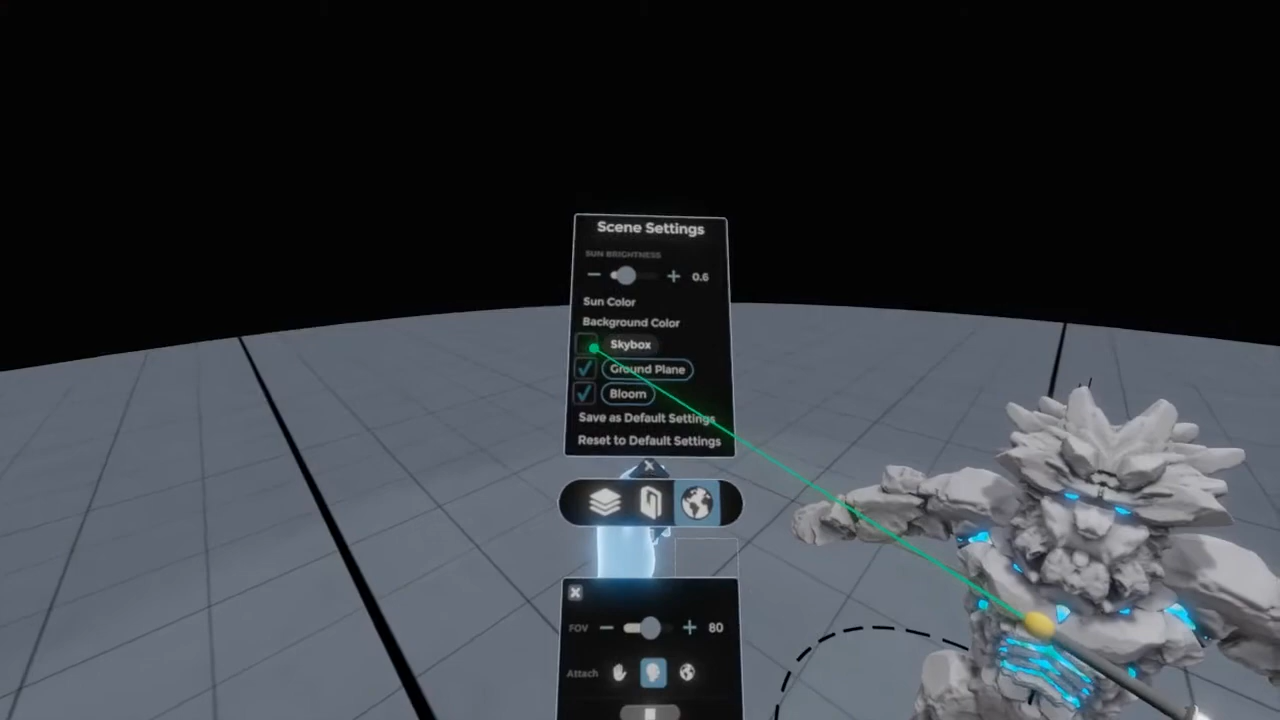 Scene Settings
SUN BRIGHTNESS
0.6
Sun Color
Background Color
Skybox
Ground Plane
Bloom
Save as Default Settings
Reset to Default Settings
FOV
80
Attach